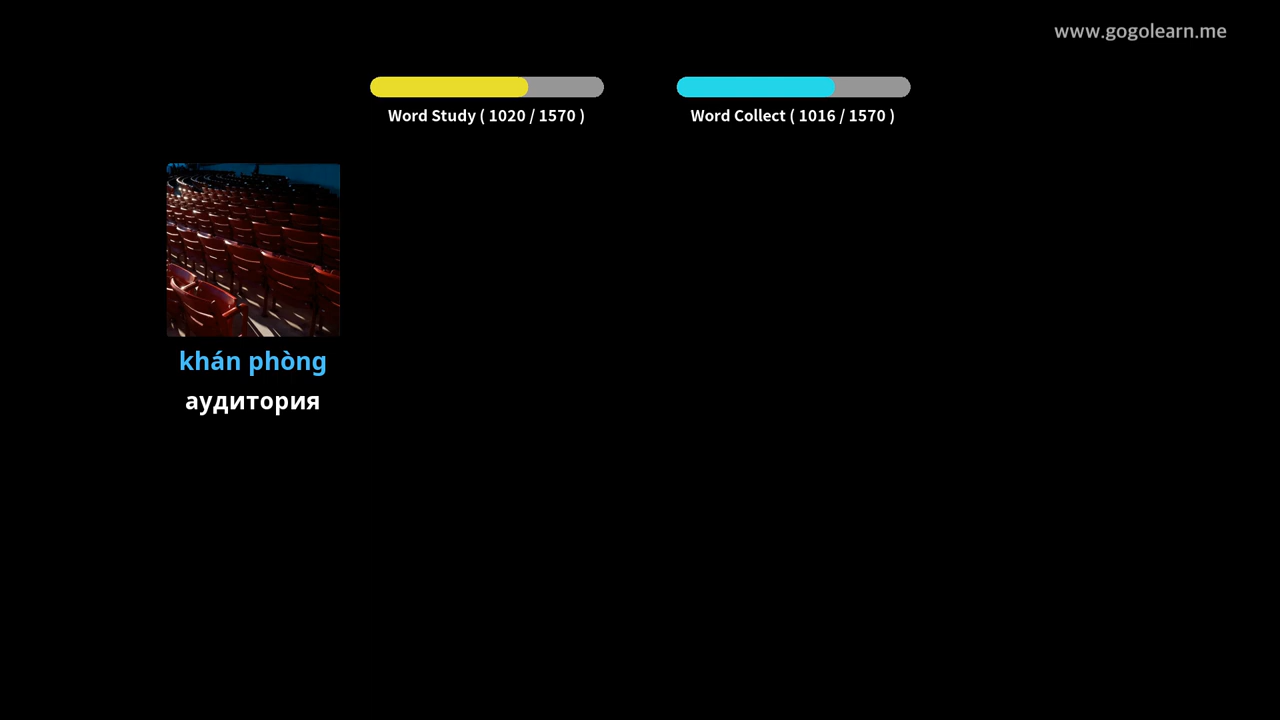 www.gogolearn.me
Word Study ( 1020 / 1570 )
Word Collect ( 1016 / 1570 )
khán phòng
аудитория